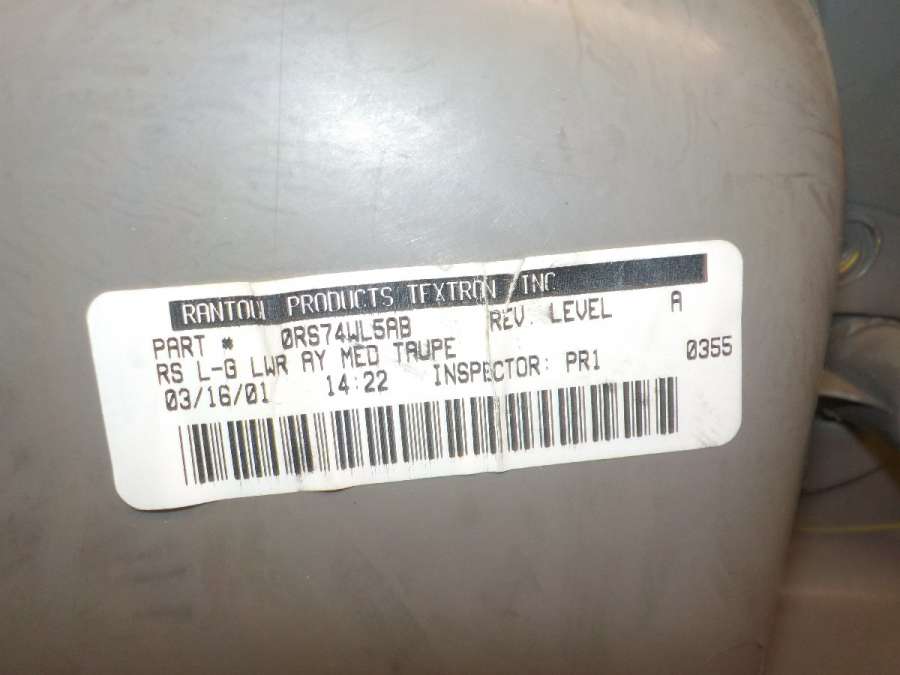 RANTOUL PRODUCTS TEXTRON INC
PART # 0RS74WL5AB REV. LEVEL A
RS L-G LWR AY MED TAUPE INSPECTOR: PR1 0355
03/16/01 14:22